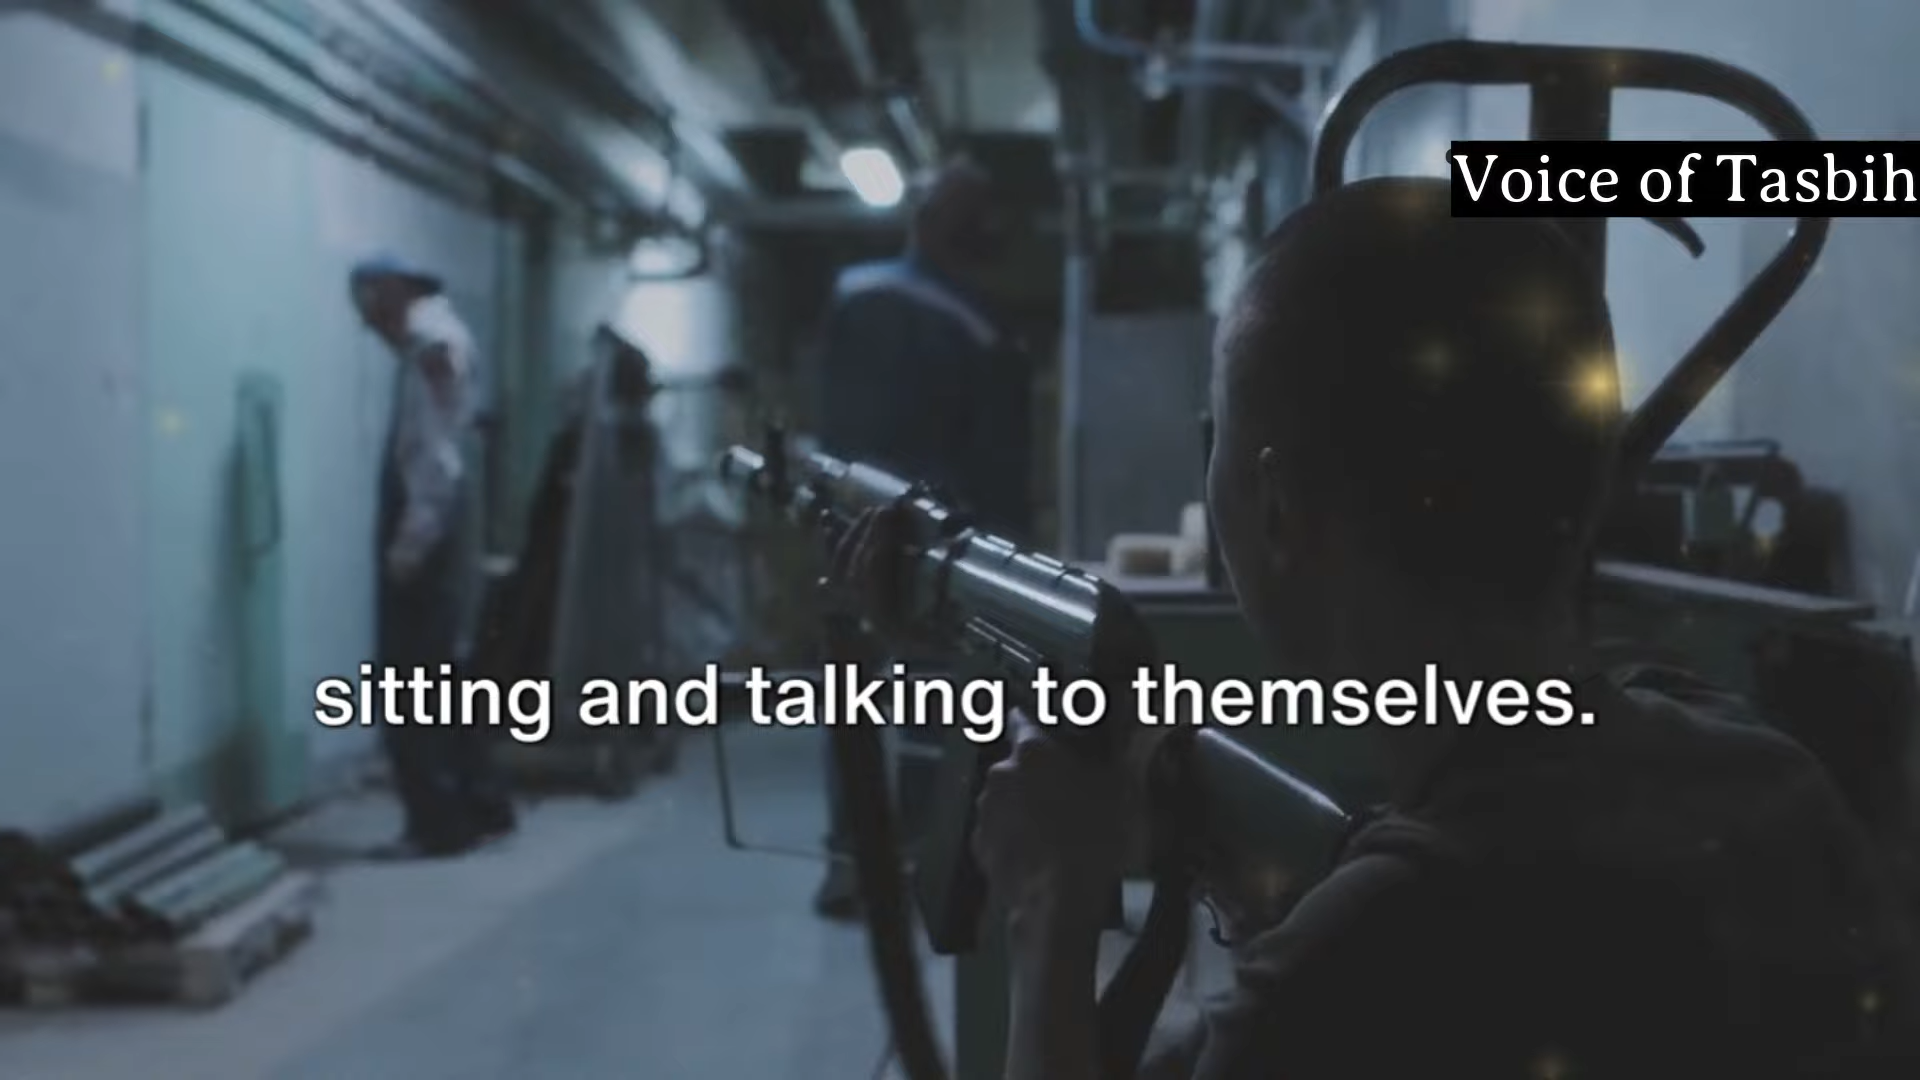 Voice of Tasbih
sitting and talking to themselves.